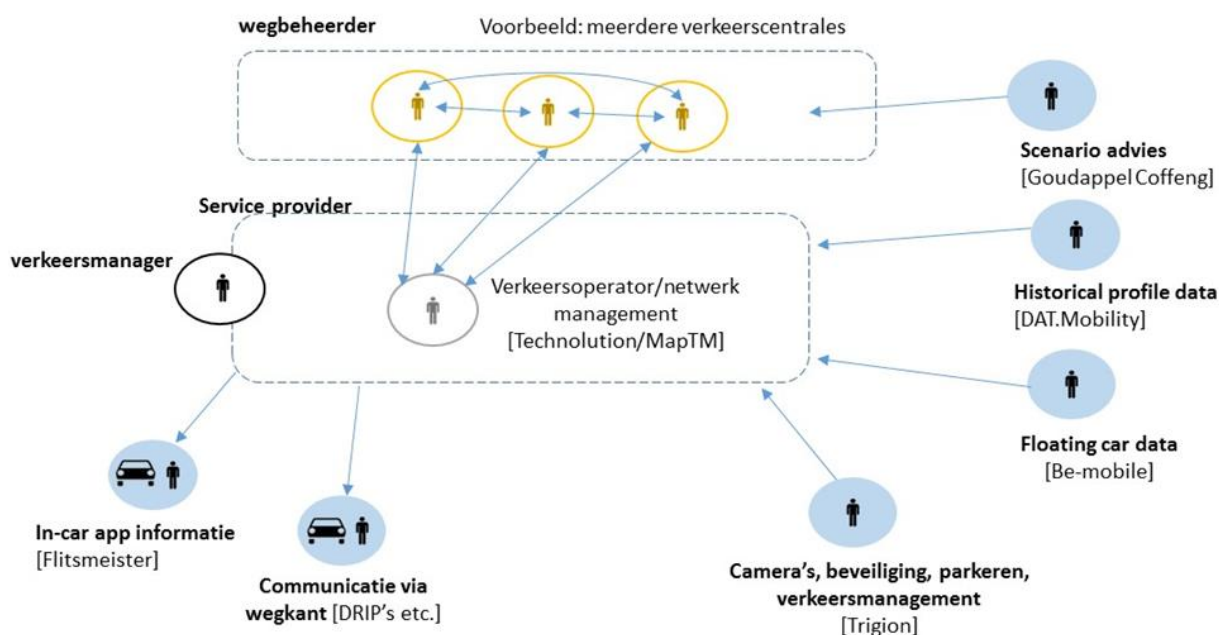 wegbeheerder
Voorbeeld: meerdere verkeerscentrales
Scenario advies
[Goudappel Coffeng]
Service provider
verkeersmanager
Verkeersoperator/netwerk
management
[Technolution/MapTM]
Historical profile data
[DAT.Mobility]
Floating car data
[Be-mobile]
In-car app informatie
[Flitsmeister]
Communicatie via
wegkant [DRIP's etc.]
Camera's, beveiliging, parkeren,
verkeersmanagement
[Trigion]